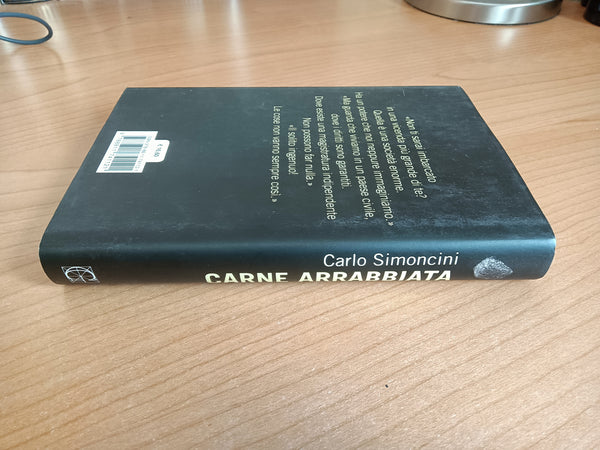 «Non ti sarai imbarcato
in una vicenda più grande di te?
Quella è una società enorme.
Ha un potere che noi neppure immaginiamo.»
«Ma guarda che viviamo in un paese civile,
dove i diritti sono garantiti.
Dove esiste una magistratura indipendente
Non possono far nulla.»
«Il solito ingenuo!
Le cose non vanno sempre così.»
Carlo Simoncini
CARNE ARRABBIATA